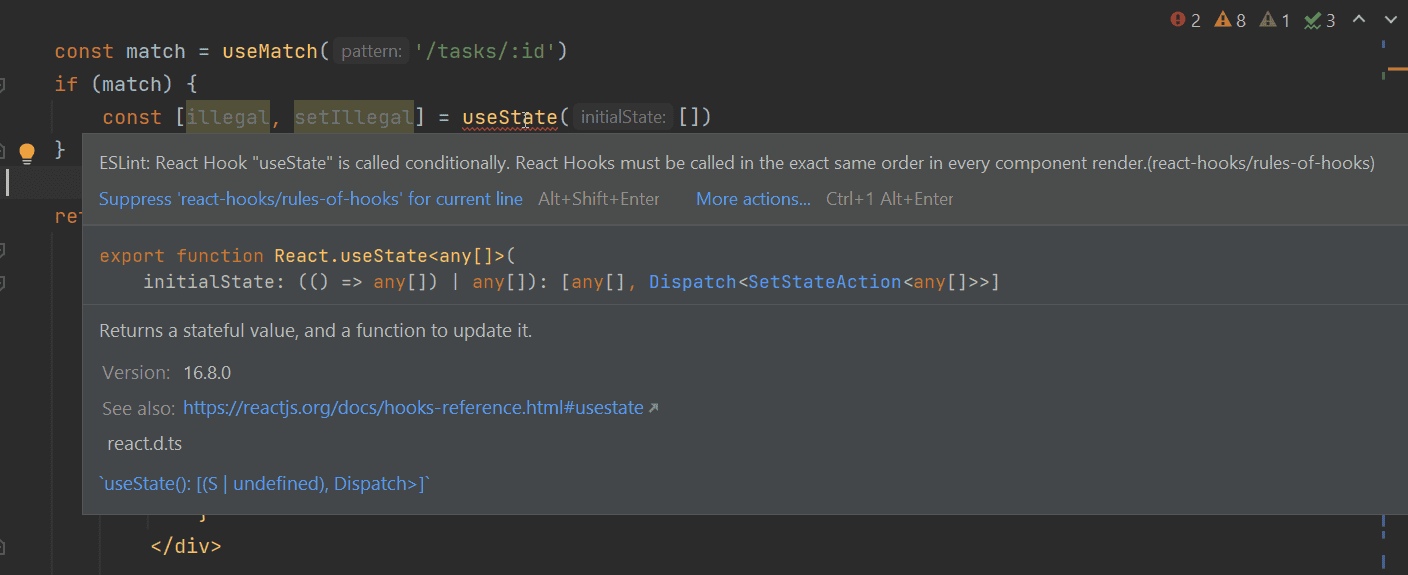 2 8 1 3
const match = useMatch( pattern: '/tasks/:id')
if (match) {
const [illegal, setIllegal] = useState( initialState: [])
}
ESLint: React Hook "useState" is called conditionally. React Hooks must be called in the exact same order in every component render.(react-hooks/rules-of-hooks)
Suppress 'react-hooks/rules-of-hooks' for current line Alt+Shift+Enter More actions... Ctrl+1 Alt+Enter
ret
export function React.useState<any[]>(
initialState: (() => any[]) | any[]): [any[], Dispatch<SetStateAction<any[]>>]
Returns a stateful value, and a function to update it.
Version: 16.8.0
See also: https://reactjs.org/docs/hooks-reference.html#usestate
react.d.ts
`useState(): [(S | undefined), Dispatch>]`
}
</div>